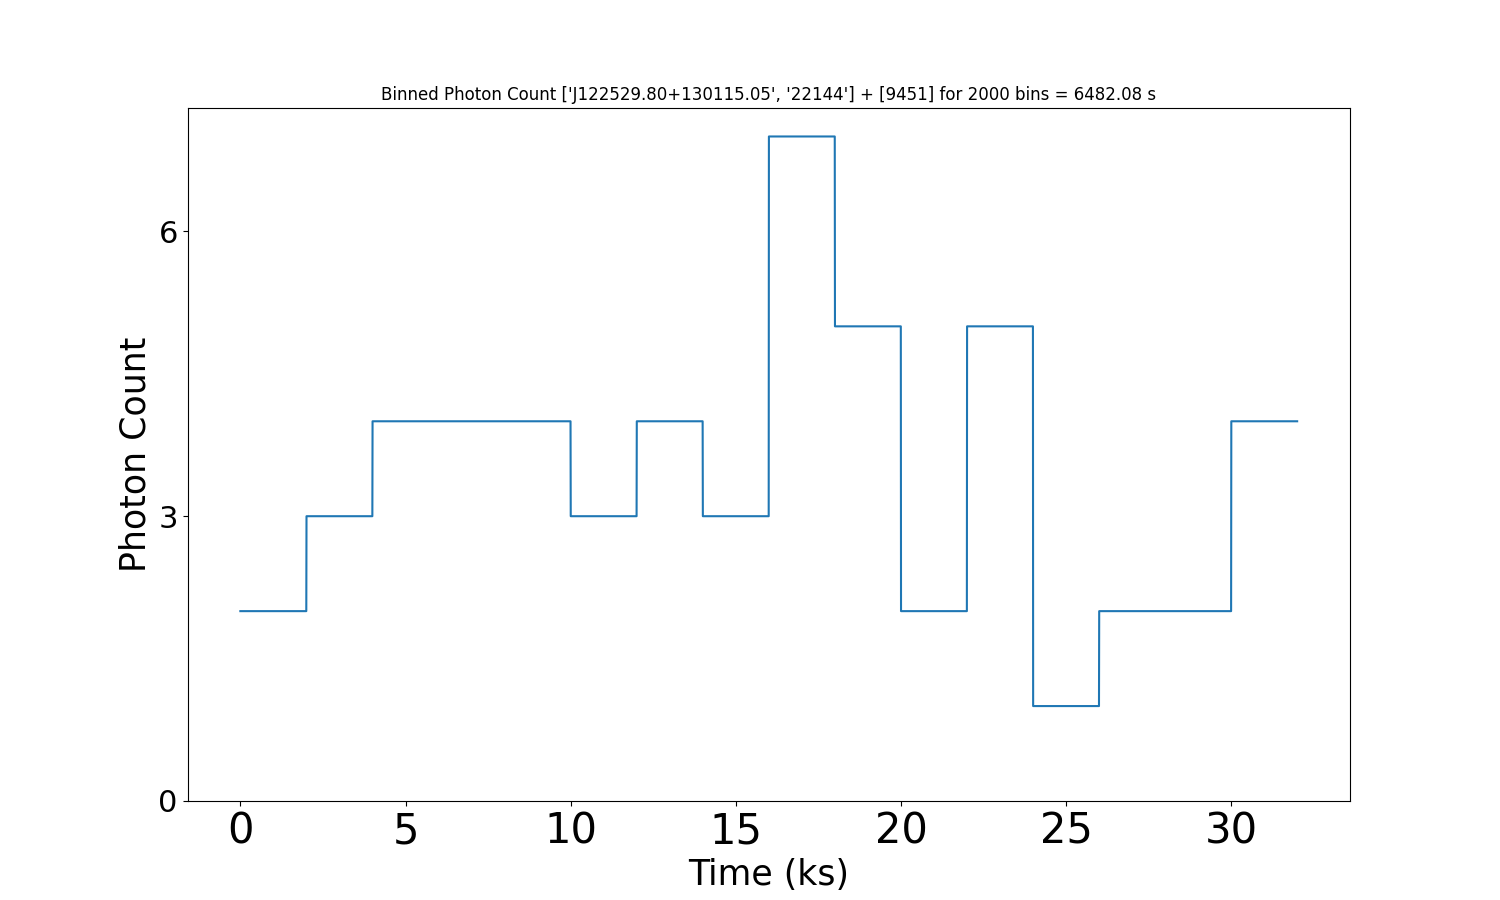 Binned Photon Count ['J122529.80+130115.05', '22144'] + [9451] for 2000 bins = 6482.08 s
6
3
0
Photon Count
0 5 10 15 20 25 30
Time (ks)